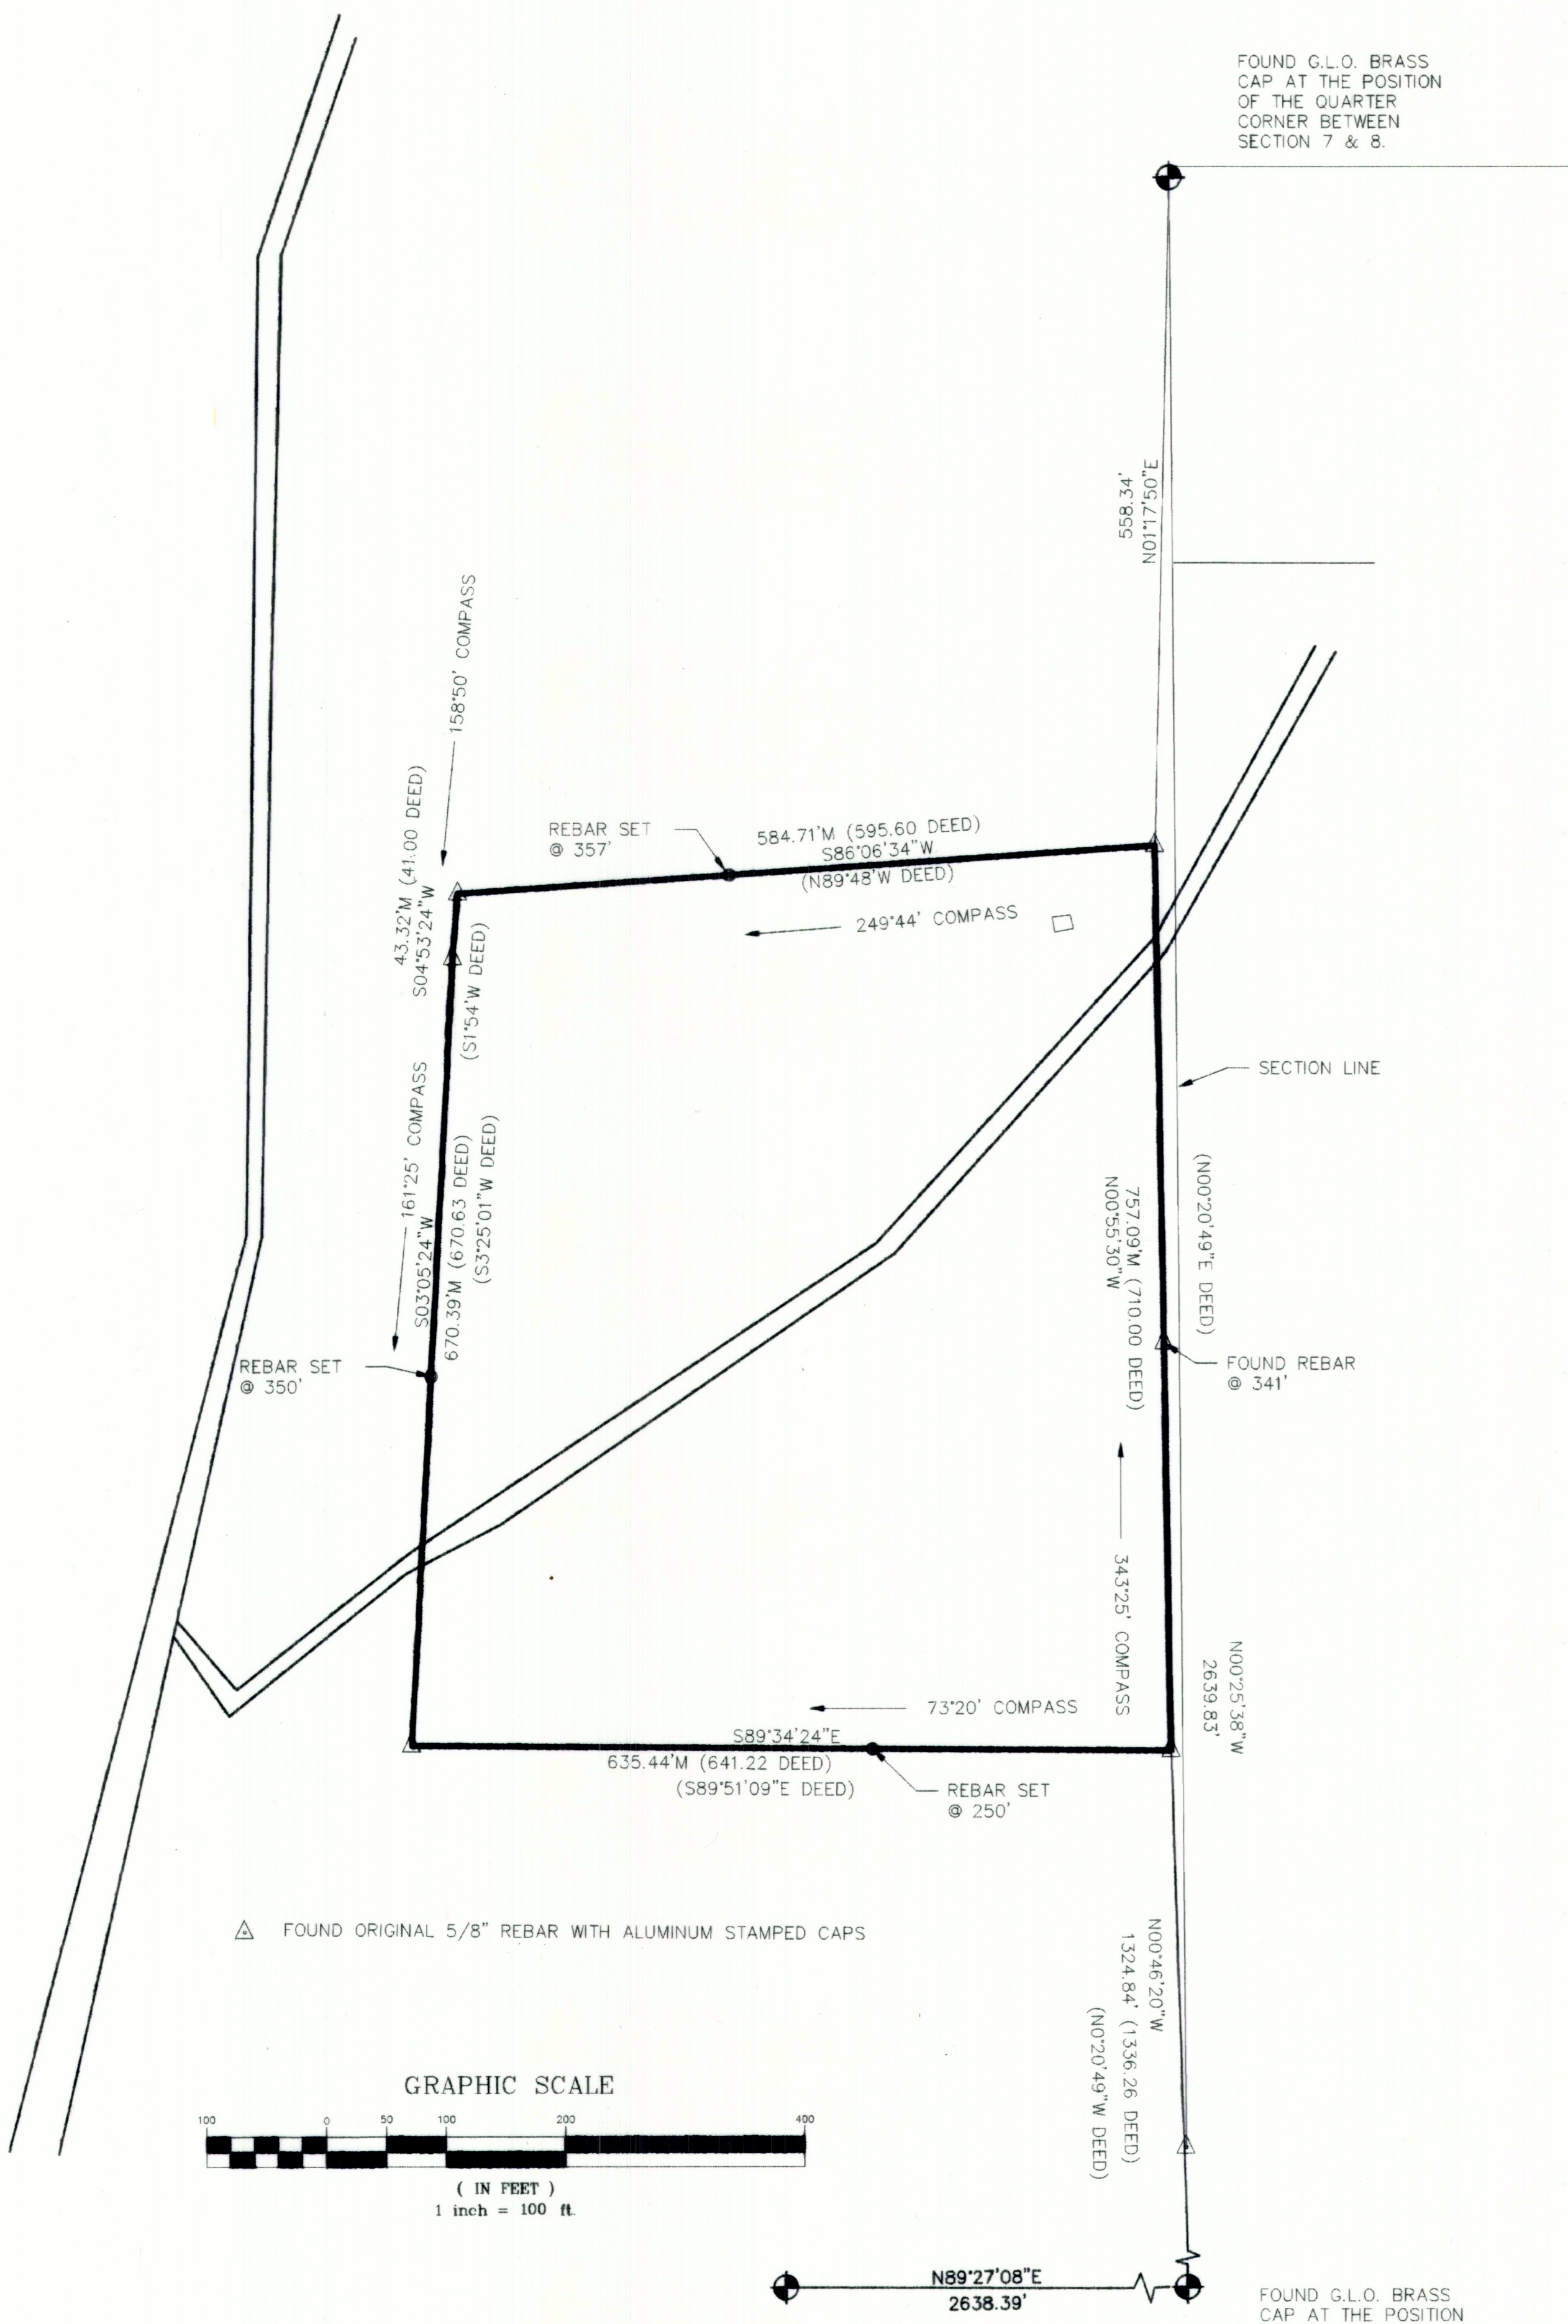 FOUND G.L.O. BRASS
CAP AT THE POSITION
OF THE QUARTER
CORNER BETWEEN
SECTION 7 & 8.
558.34'
N01°17'50"E
158°50' COMPASS
43.32'M (41.00 DEED)
S04°53'24"W
(S1°54'W DEED)
REBAR SET
@ 357'
584.71'M (595.60 DEED)
S86°06'34"W
(N89°48'W DEED)
249°44' COMPASS
SECTION LINE
161°25' COMPASS
S03°05'24"W
670.39'M (670.63 DEED)
(S3°25'01"W DEED)
(N00°20'49"E DEED)
757.09'M (710.00 DEED)
N00°55'30"W
REBAR SET
@ 350'
FOUND REBAR
@ 341'
343°25' COMPASS
N00°25'38"W
2639.83'
73°20' COMPASS
S89°34'24"E
635.44'M (641.22 DEED)
(S89°51'09"E DEED)
REBAR SET
@ 250'
FOUND ORIGINAL 5/8" REBAR WITH ALUMINUM STAMPED CAPS
N00°46'20"W
1324.84' (1336.26 DEED)
(N0°20'49"W DEED)
GRAPHIC SCALE
100 0 50 100 200 400
( IN FEET )
1 inch = 100 ft.
N89°27'08"E
2638.39'
FOUND G.L.O. BRASS
CAP AT THE POSITION